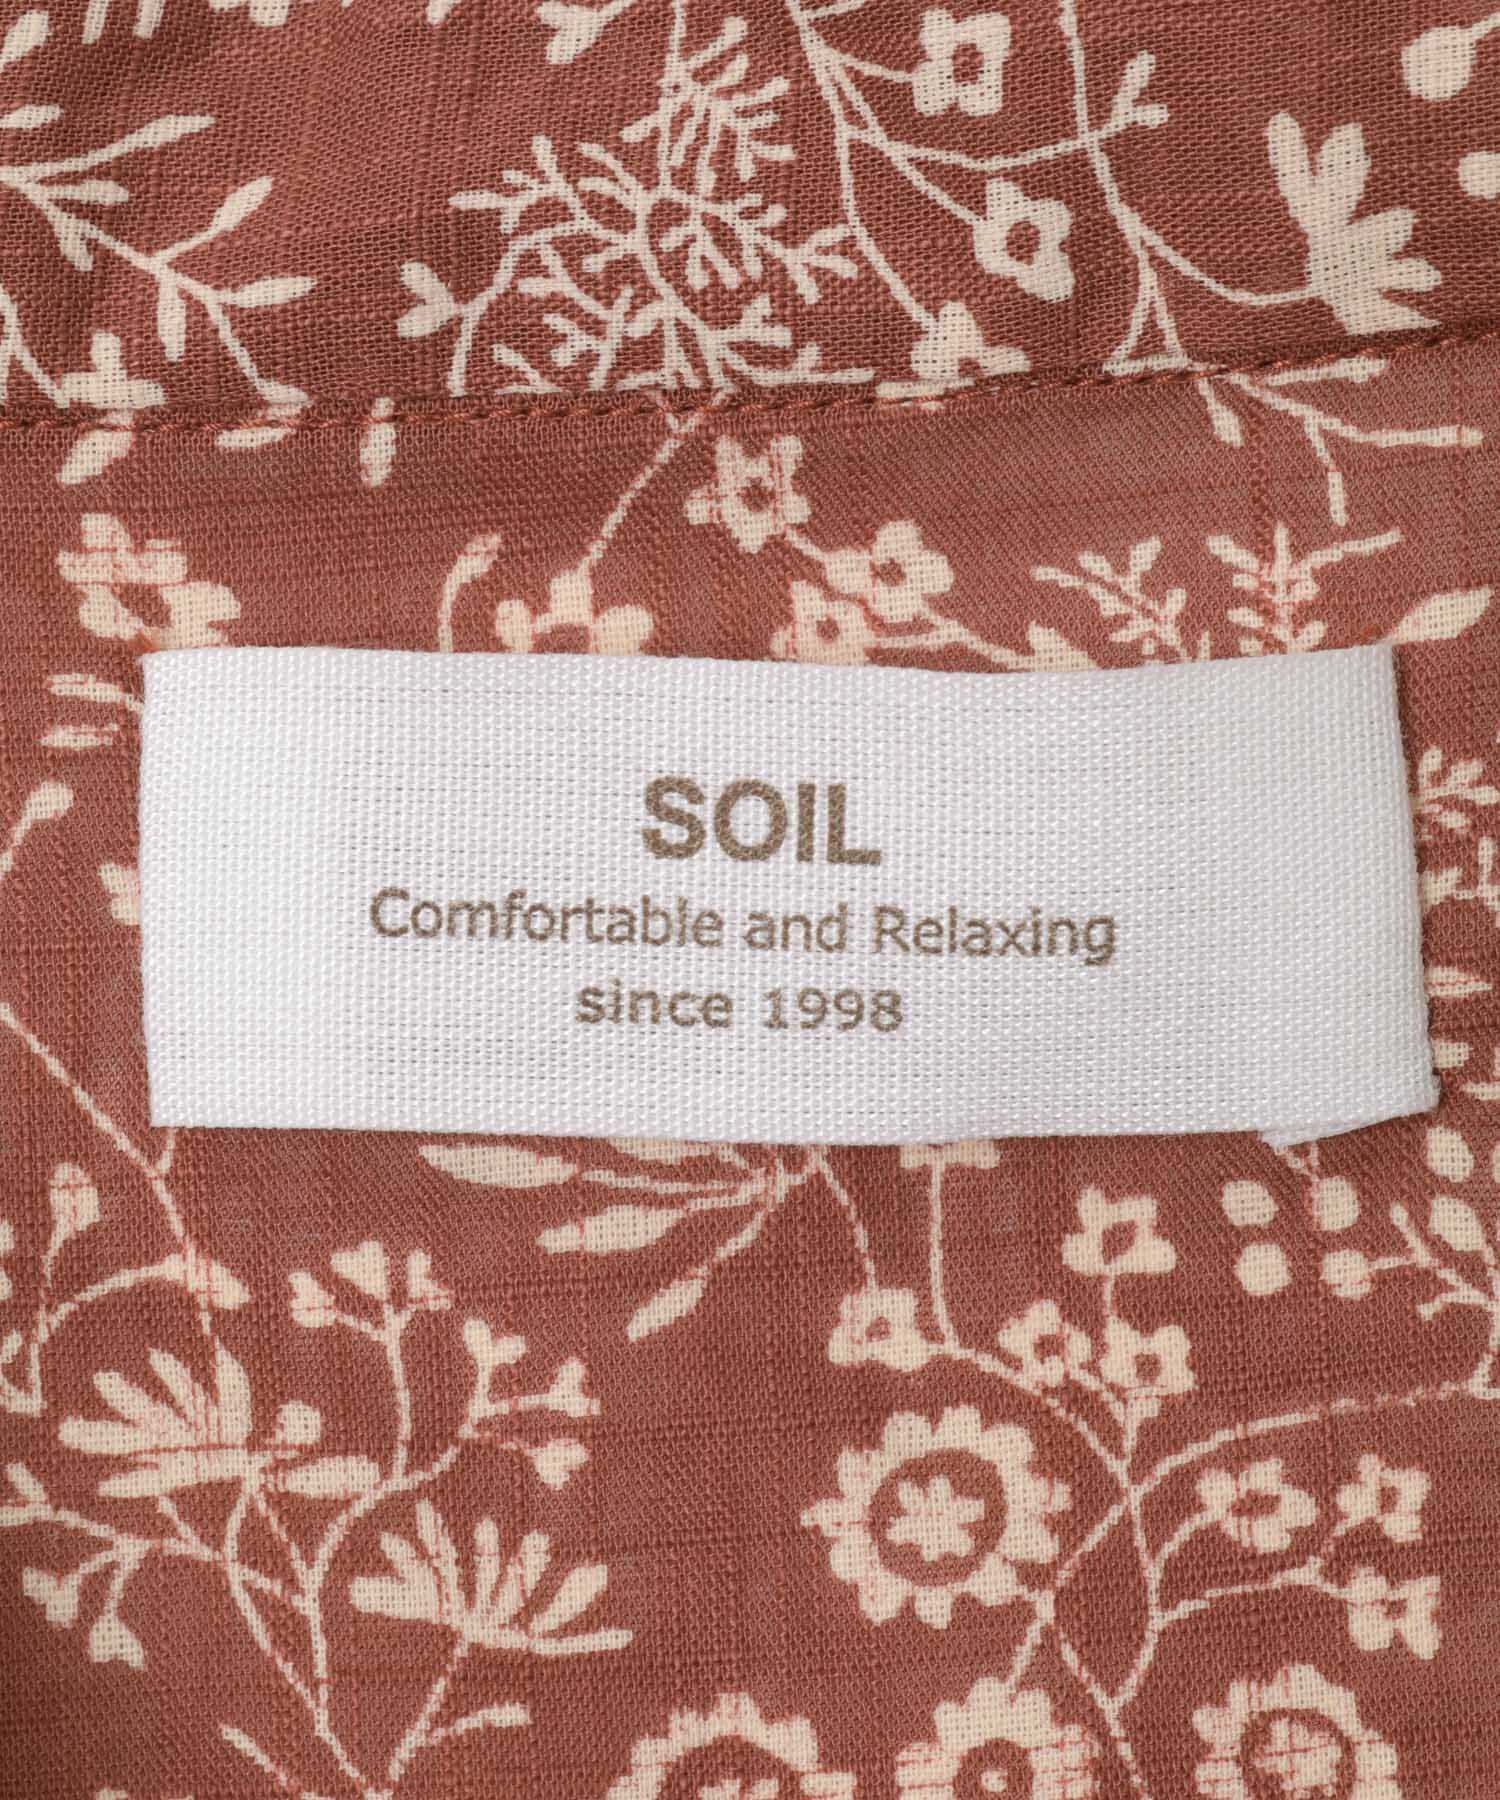 SOIL
Comfortable and Relaxing
since 1998